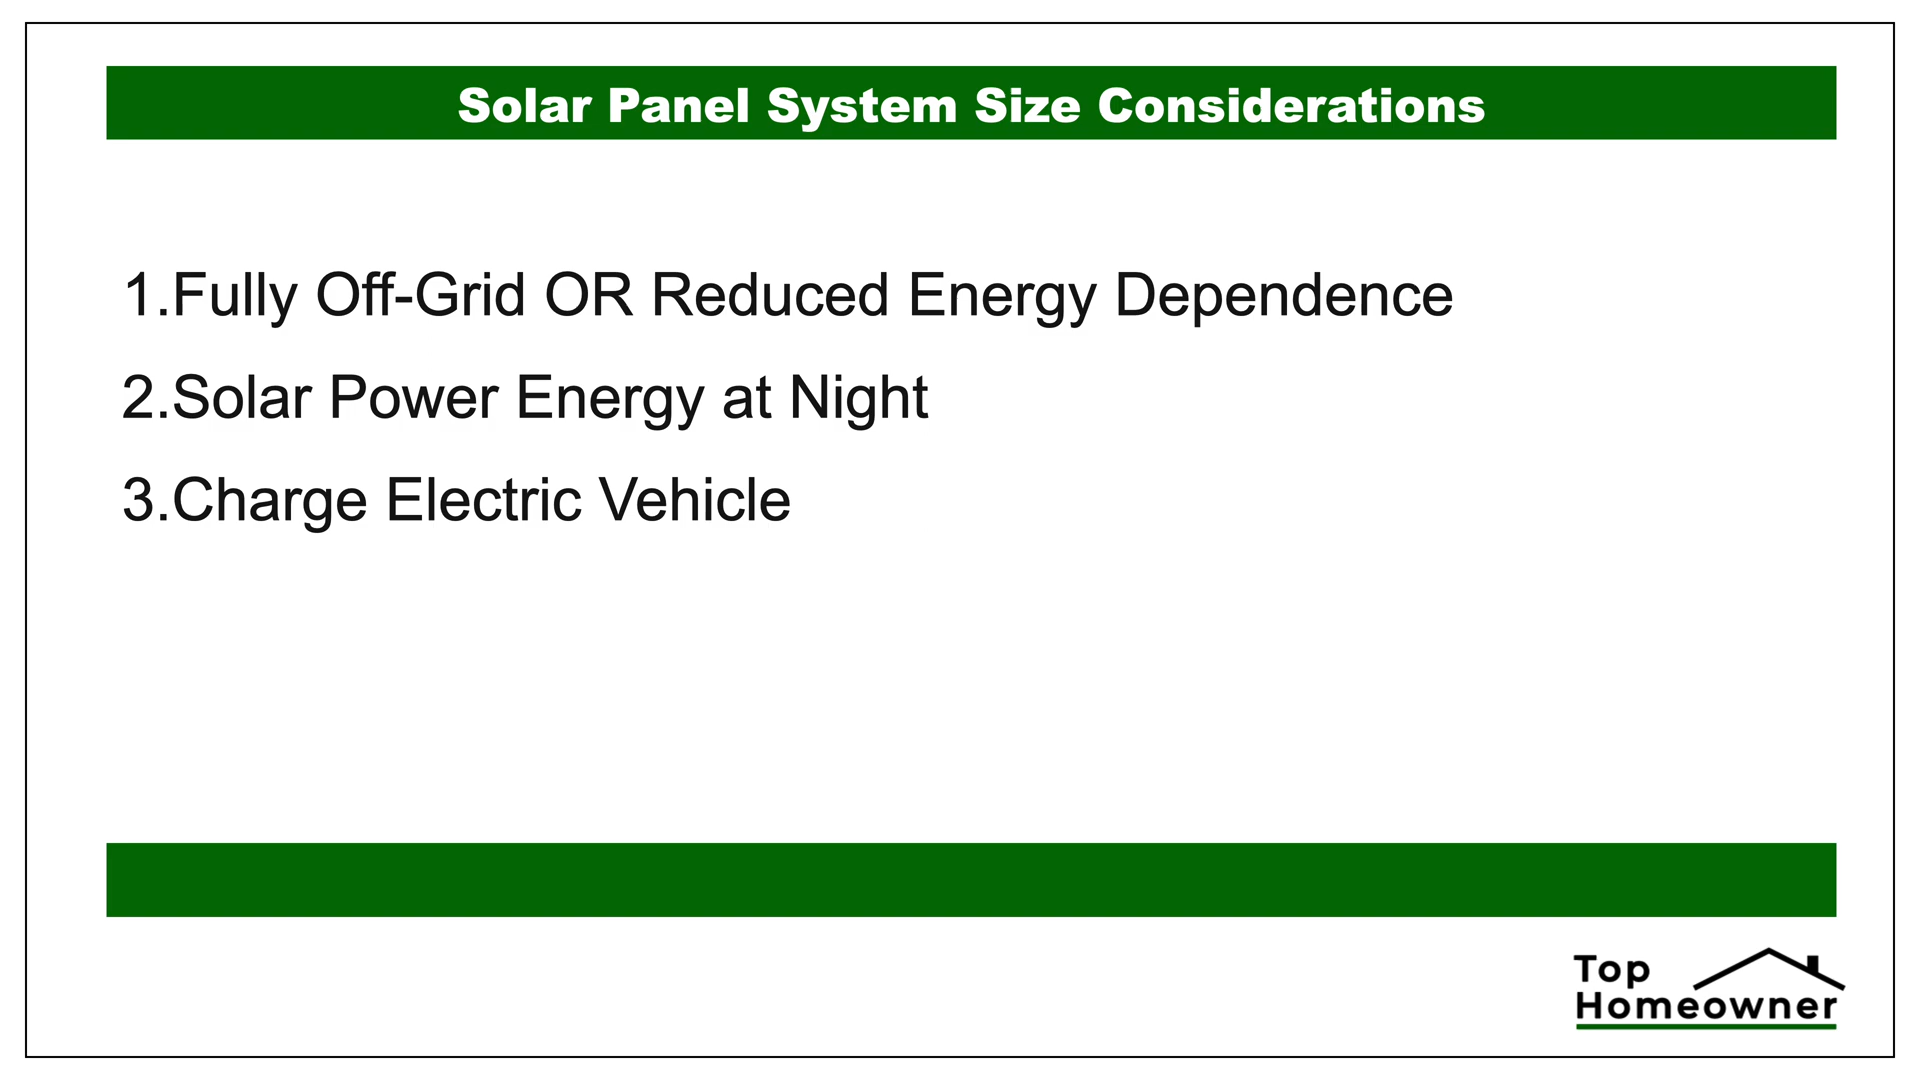 Solar Panel System Size Considerations
1.Fully Off-Grid OR Reduced Energy Dependence
2.Solar Power Energy at Night
3.Charge Electric Vehicle
Top
Homeowner